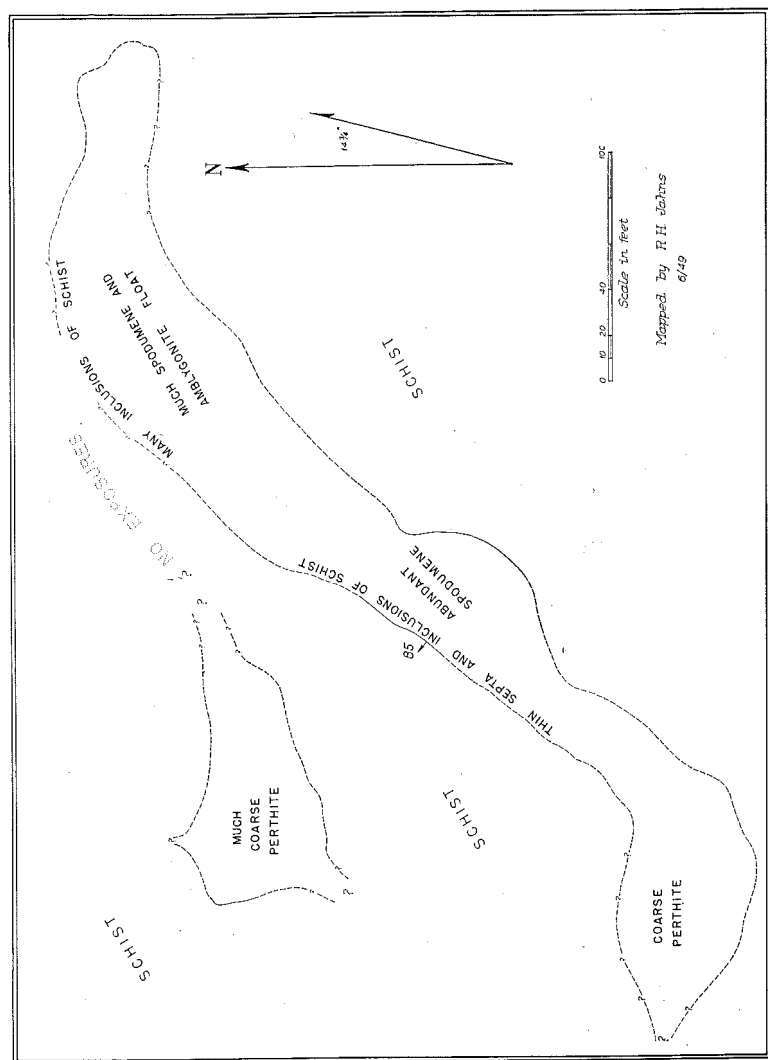 N
14¾°
MANY INCLUSIONS OF SCHIST
MUCH SPODUMENE AND
AMBLYGONITE FLOAT
NO EXPOSURES
?
?
?
SCHIST
ABUNDANT
SPODUMENE
THIN SEPTA AND INCLUSIONS OF SCHIST
85
MUCH
COARSE
PERTHITE
?
SCHIST
SCHIST
COARSE
PERTHITE
?
0 10 20 40 100
Scale in feet
Mapped by R.H. Jahns
6/49